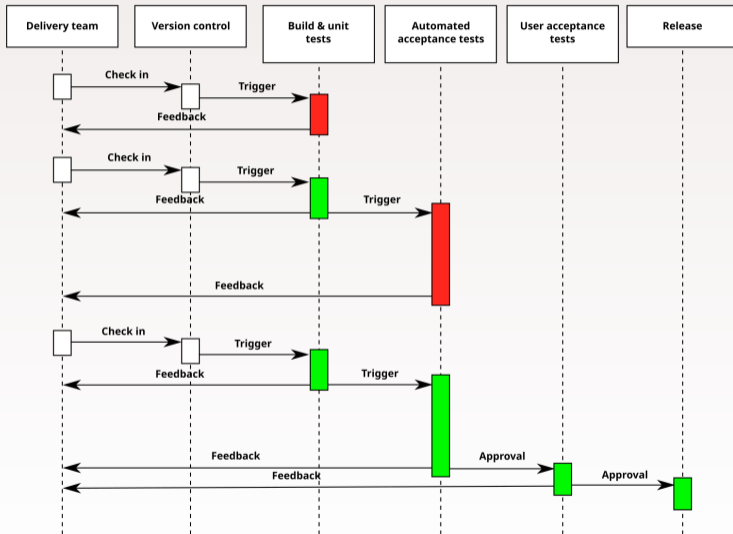 Delivery team
Version control
Build & unit
tests
Automated
acceptance tests
User acceptance
tests
Release
Check in
Trigger
Feedback
Check in
Trigger
Feedback
Trigger
Feedback
Check in
Trigger
Feedback
Trigger
Feedback
Approval
Feedback
Approval